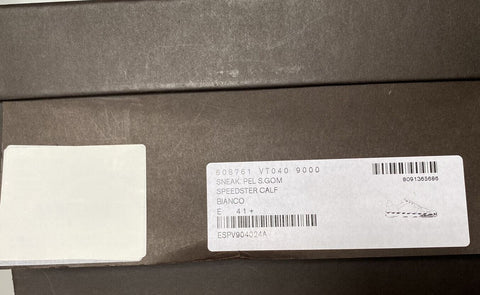 608761 VT040 9000
SNEAK. PEL S.GOM
SPEEDSTER CALF
BIANCO
E 41+
ESPV904024A
8091363686